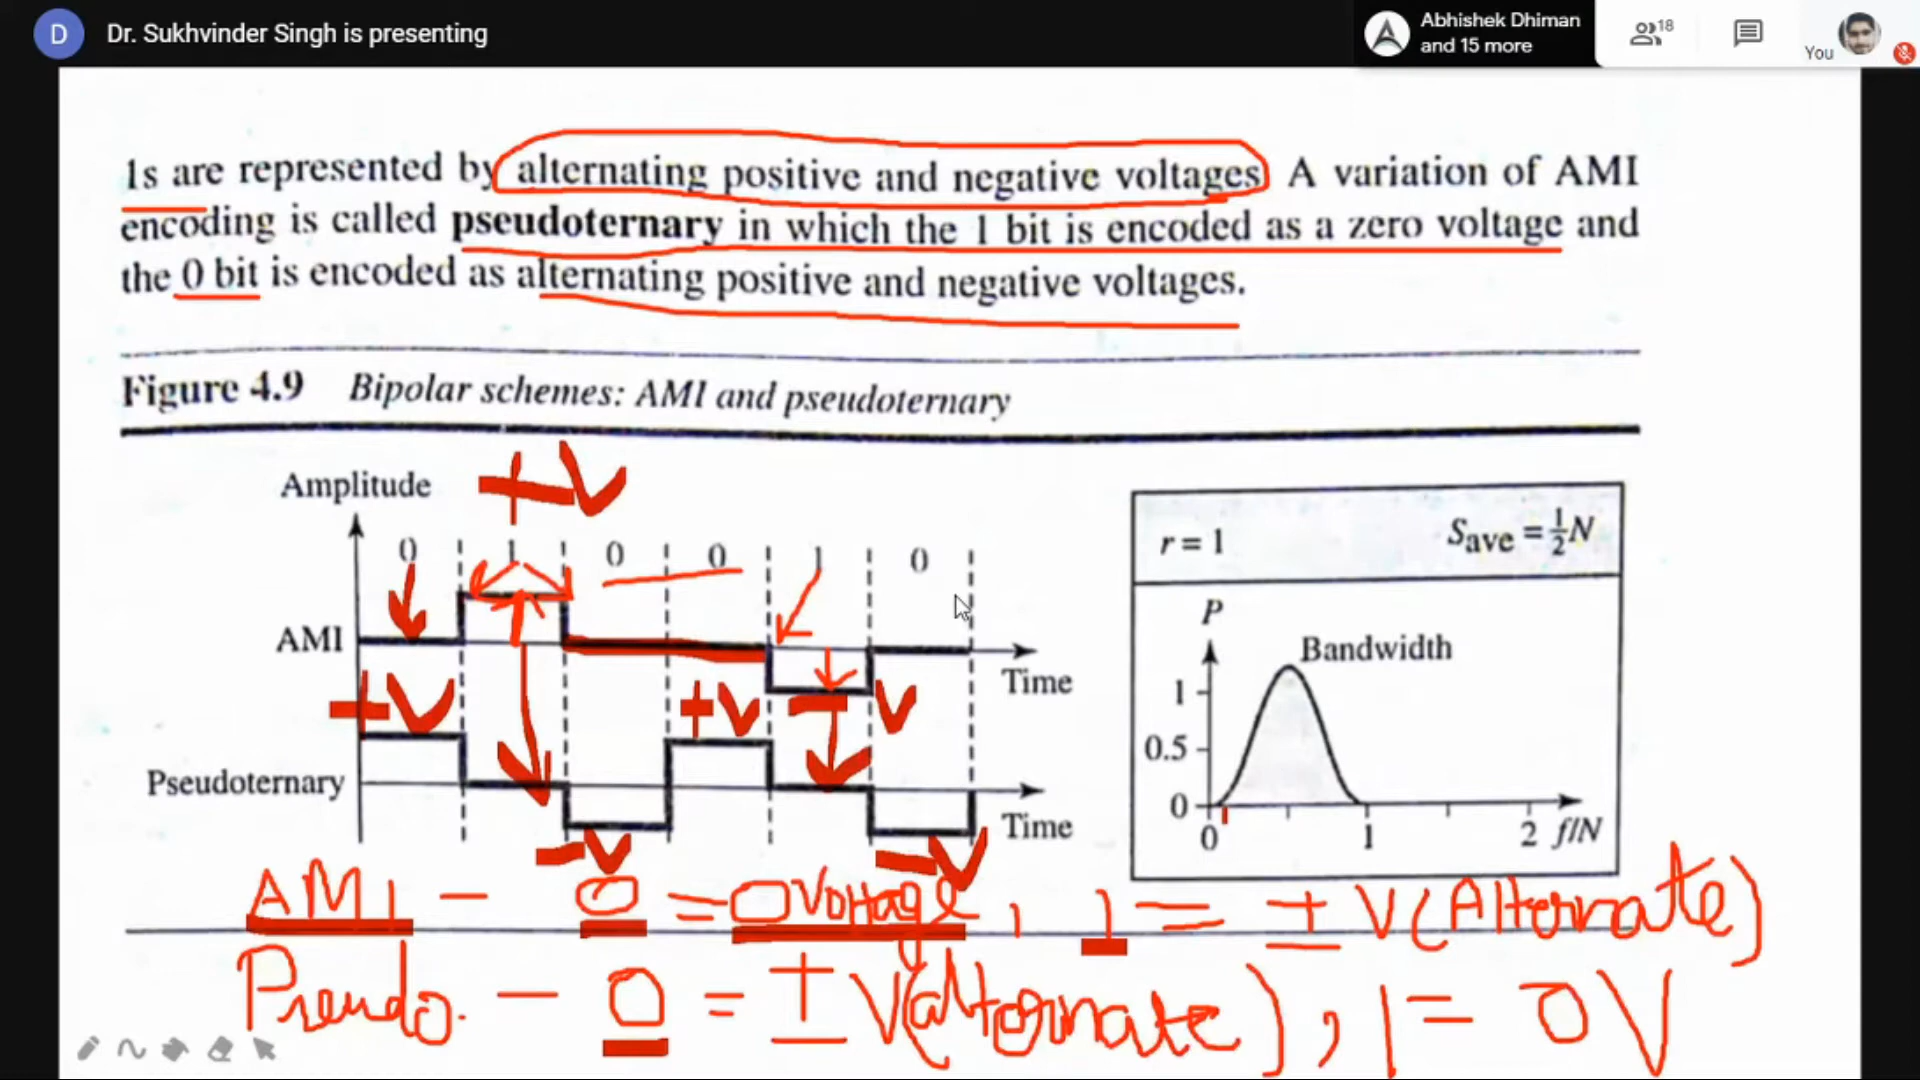 D Dr. Sukhvinder Singh is presenting
Abhishek Dhiman
and 15 more
18
You
1s are represented by alternating positive and negative voltages. A variation of AMI
encoding is called pseudoternary in which the 1 bit is encoded as a zero voltage and
the 0 bit is encoded as alternating positive and negative voltages.
Figure 4.9 Bipolar schemes: AMI and pseudoternary
Amplitude +V
0 1 0 0 1 0
AMI
Time
+V +V - V
Pseudoternary
Time
-V -V
r = 1 Save = 1/2 N
P
Bandwidth
1
0.5
0
0 1 2 f/N
AMI - 0 = 0 Voltage, 1 = ± V (Alternate)
Pseudo. - 0 = ± V (alternate), 1 = 0V